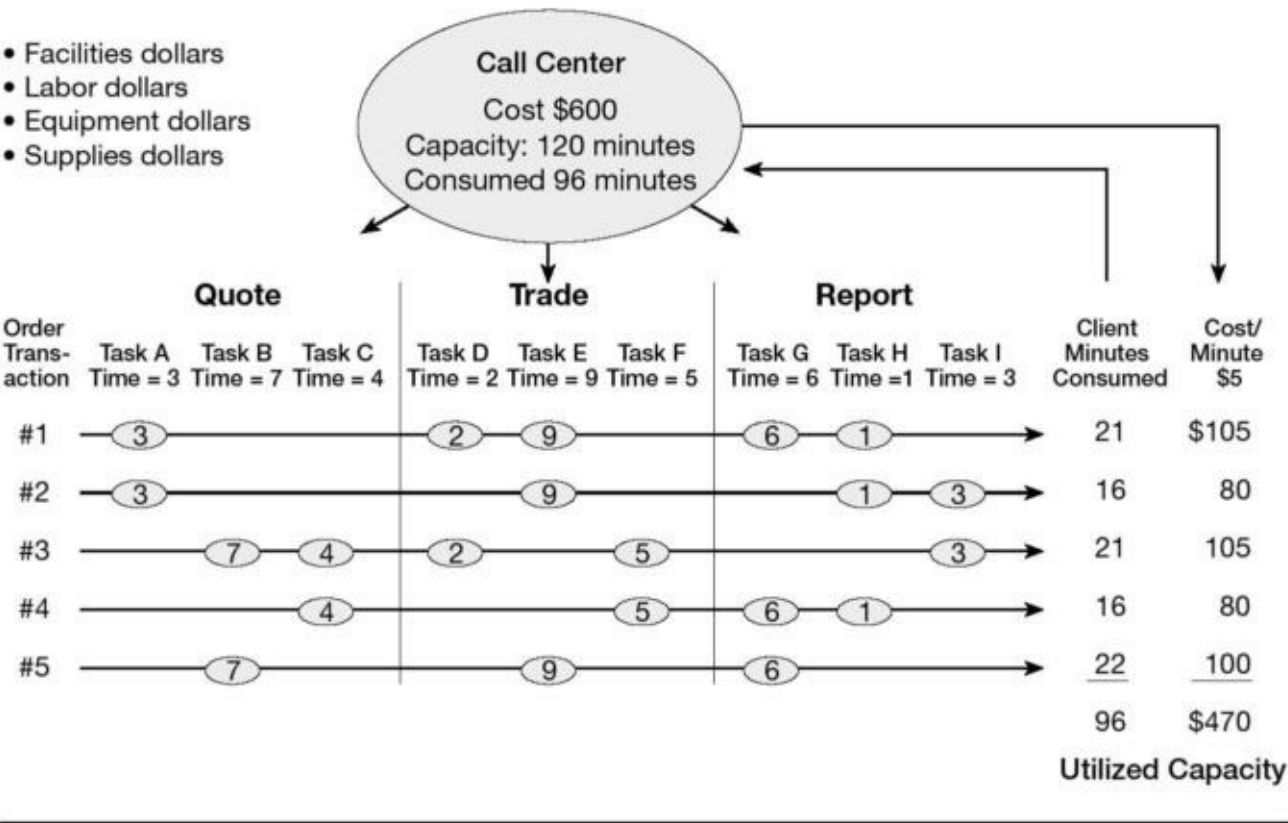 • Facilities dollars
• Labor dollars
• Equipment dollars
• Supplies dollars
Call Center
Cost $600
Capacity: 120 minutes
Consumed 96 minutes
Quote Trade Report
Order Trans- action
Task A Time = 3
Task B Time = 7
Task C Time = 4
Task D Time = 2
Task E Time = 9
Task F Time = 5
Task G Time = 6
Task H Time =1
Task I Time = 3
Client Minutes Consumed
Cost/ Minute $5
#1 3 2 9 6 1 21 $105
#2 3 9 1 3 16 80
#3 7 4 2 5 3 21 105
#4 4 5 6 1 16 80
#5 7 9 6 22 100
96 $470
Utilized Capacity